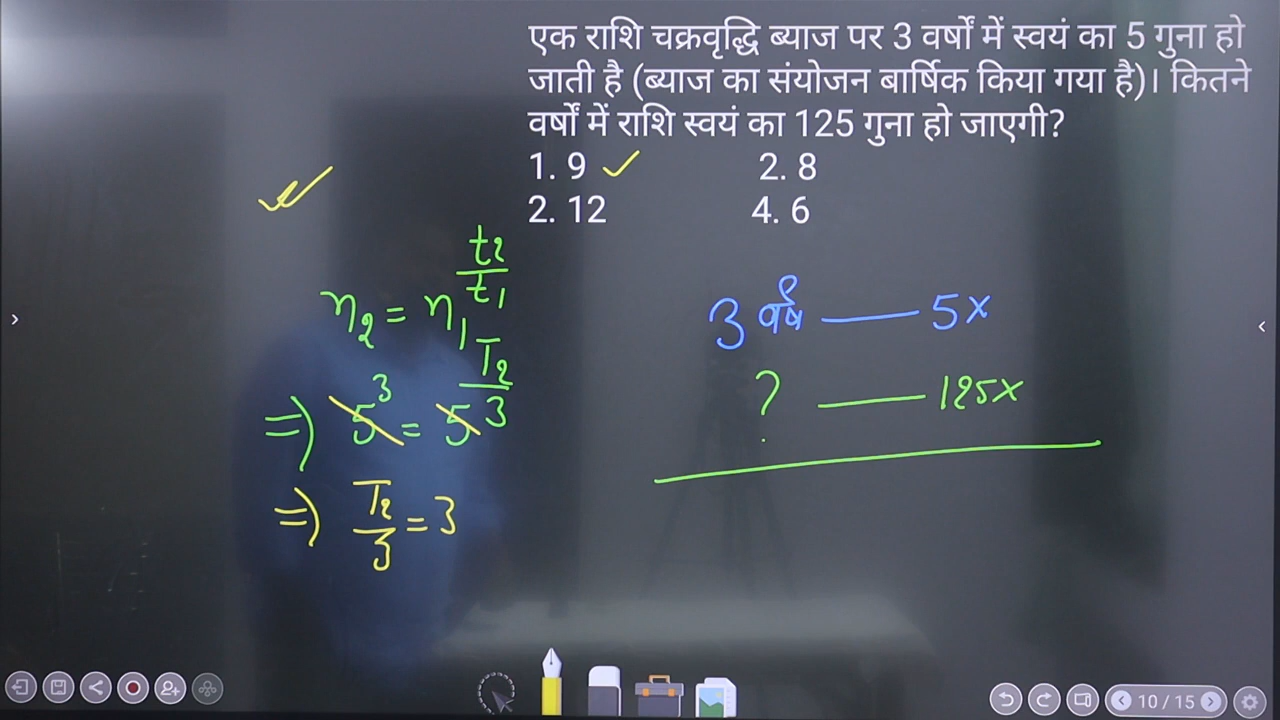 एक राशि चक्रवृद्धि ब्याज पर 3 वर्षों में स्वयं का 5 गुना हो
जाती है (ब्याज का संयोजन बार्षिक किया गया है)। कितने
वर्षों में राशि स्वयं का 125 गुना हो जाएगी?
1. 9 ✓ 2. 8
2. 12 4. 6
n₂ = n₁^(t₂/t₁)
=) 5³ = 5^(T₂/3)
=) T₂/3 = 3
3 वर्ष — 5x
? — 125x
10 / 15